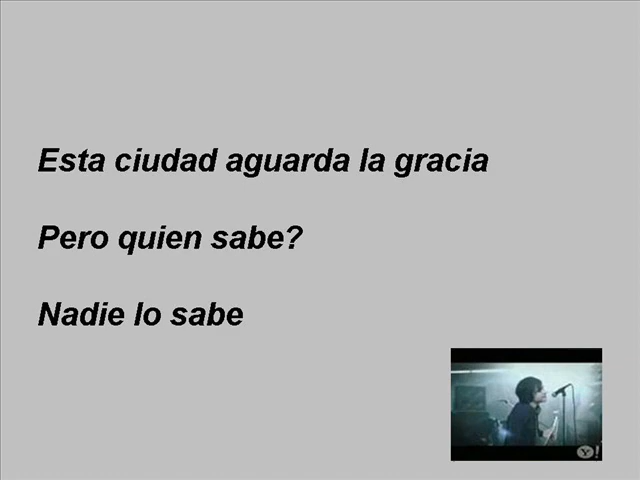 Esta ciudad aguarda la gracia
Pero quien sabe?
Nadie lo sabe
Y!